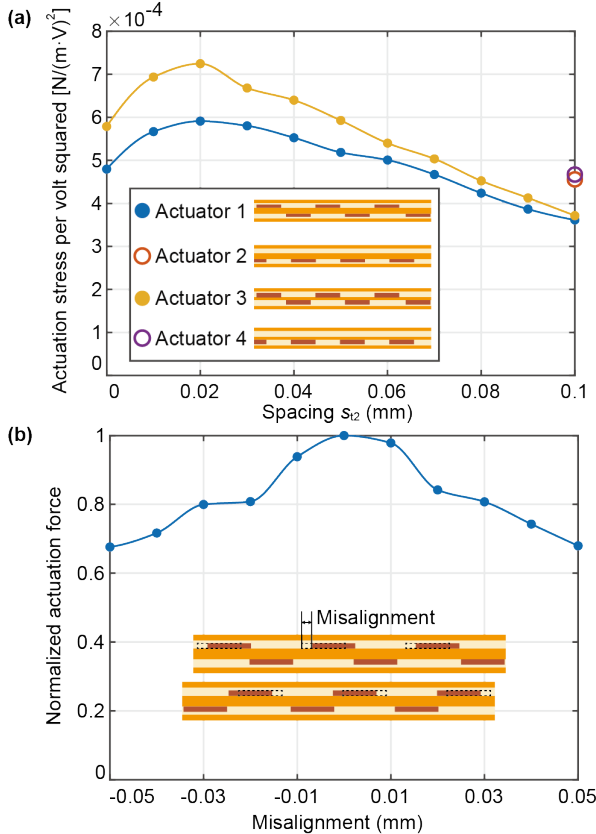 (a)
×10⁻⁴
Actuation stress per volt squared [N/(m·V)²]
8
7
6
5
4
3
2
1
0
Actuator 1
Actuator 2
Actuator 3
Actuator 4
0 0.02 0.04 0.06 0.08 0.1
Spacing sₜ₂ (mm)
(b)
Normalized actuation force
1
0.8
0.6
0.4
0.2
0
Misalignment
-0.05 -0.03 -0.01 0.01 0.03 0.05
Misalignment (mm)